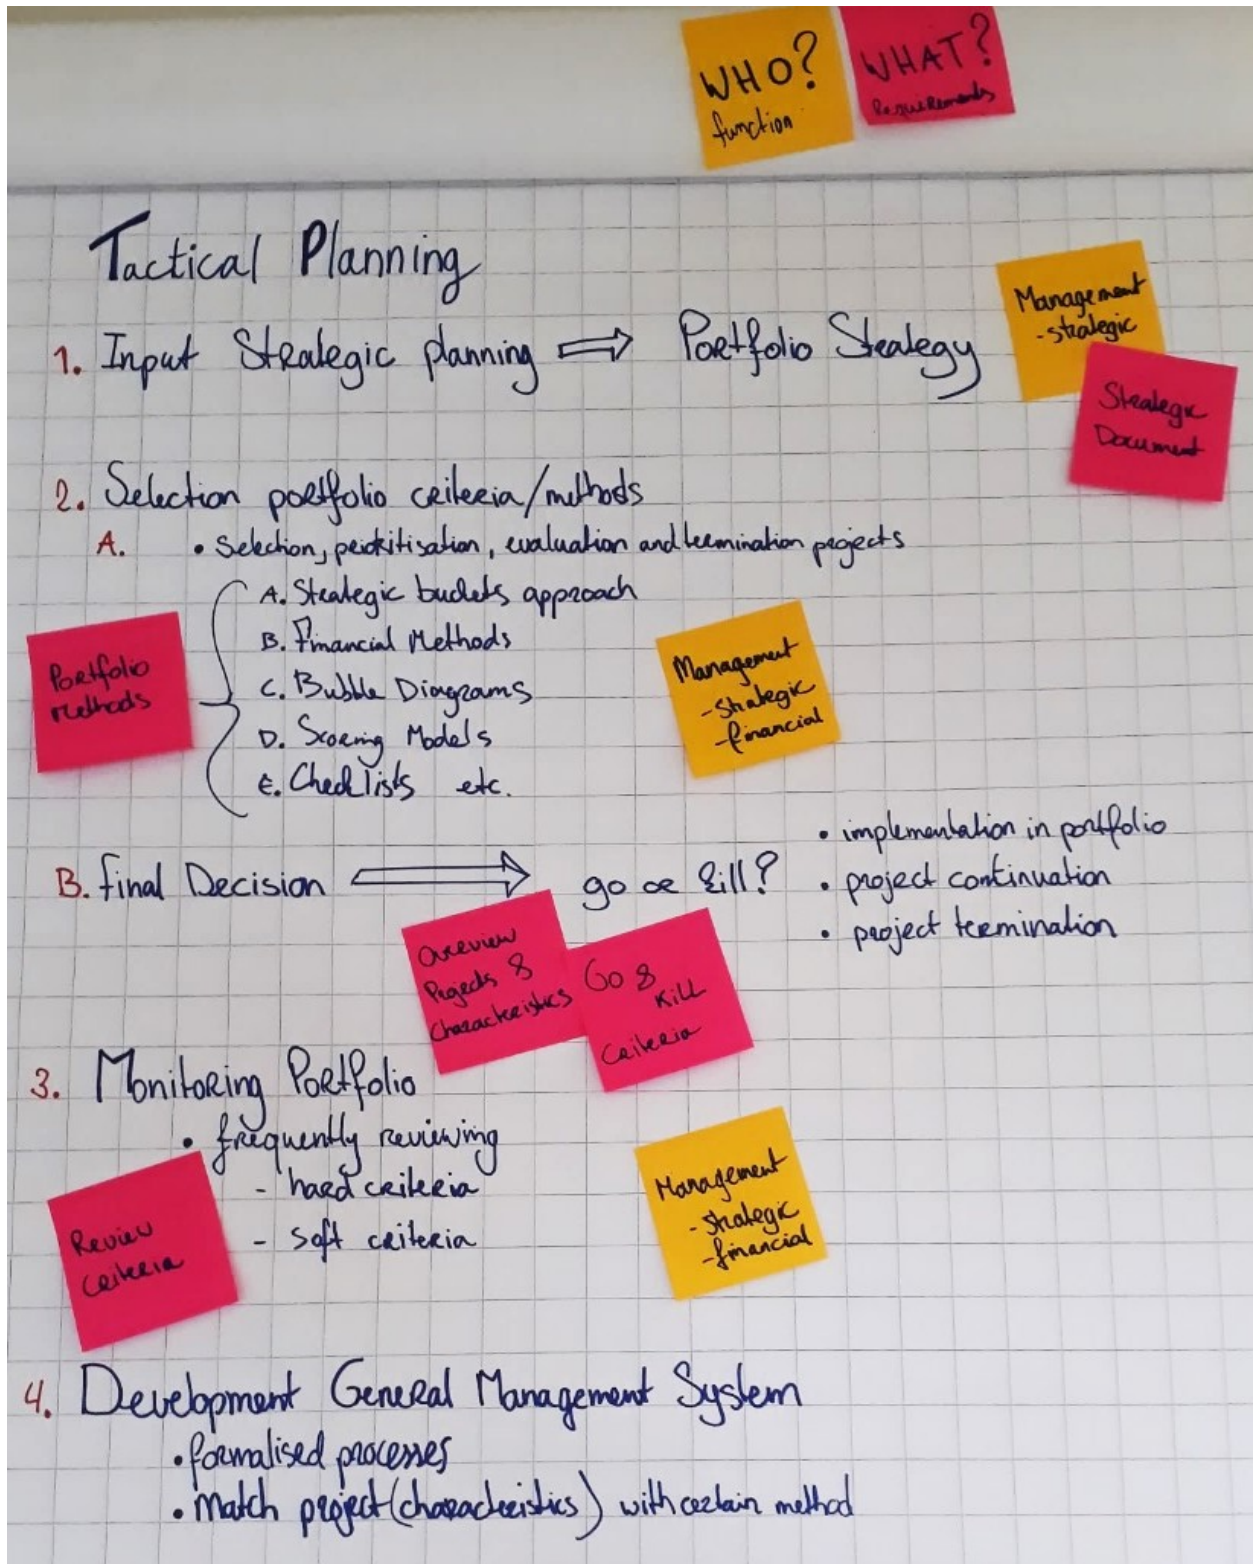 WHO?
function
WHAT?
Requirements
Tactical Planning
1. Input Strategic planning ⇒ Portfolio Strategy
Management
- strategic
Strategic
Document
2. Selection portfolio criteria/methods
A. • Selection, prioritisation, evaluation and termination projects
A. Strategic buckets approach
B. Financial Methods
C. Bubble Diagrams
D. Scoring Models
E. Checklists etc.
Portfolio
methods
Management
- strategic
- financial
B. Final Decision ⇒ go or kill?
• implementation in portfolio
• project continuation
• project termination
Overview
Projects &
Characteristics
Go &
Kill
Criteria
3. Monitoring Portfolio
• frequently reviewing
- hard criteria
- soft criteria
Review
Criteria
Management
- strategic
- financial
4. Development General Management System
• formalised processes
• Match project (characteristics) with certain method